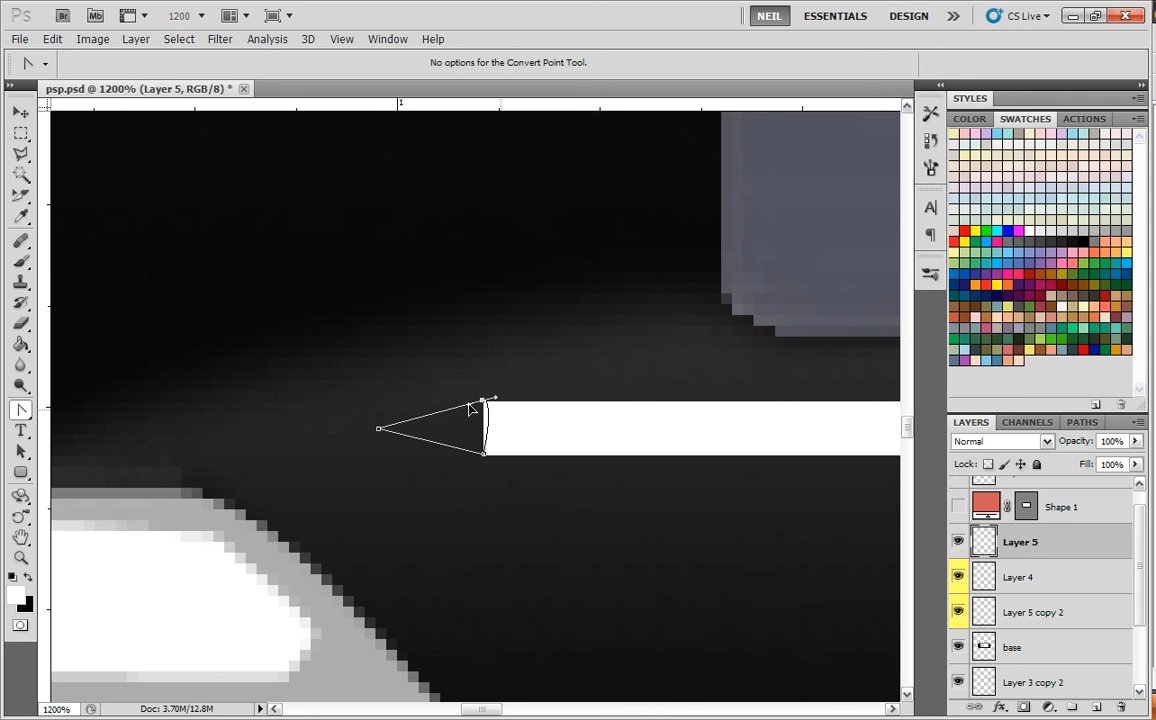 Ps Br Mb 1200 NEIL ESSENTIALS DESIGN CS Live
File Edit Image Layer Select Filter Analysis 3D View Window Help
No options for the Convert Point Tool.
psp.psd @ 1200% (Layer 5, RGB/8) *
1
STYLES
COLOR SWATCHES ACTIONS
LAYERS CHANNELS PATHS
Normal Opacity: 100%
Lock: Fill: 100%
Shape 1
Layer 5
Layer 4
Layer 5 copy 2
base
Layer 3 copy 2
1200% Doc: 3.70M/12.8M